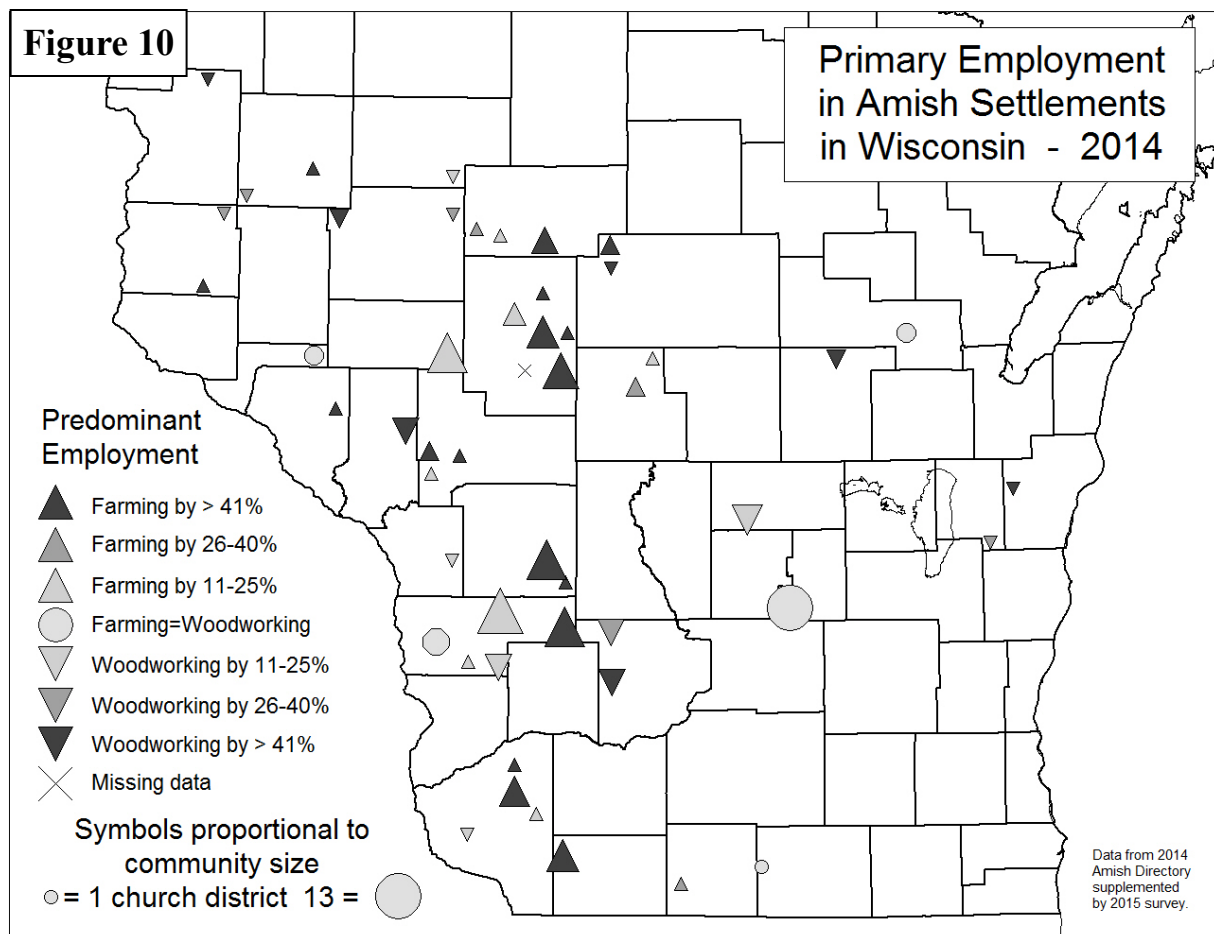 Figure 10
Primary Employment
in Amish Settlements
in Wisconsin - 2014
Predominant
Employment
Farming by > 41%
Farming by 26-40%
Farming by 11-25%
Farming=Woodworking
Woodworking by 11-25%
Woodworking by 26-40%
Woodworking by > 41%
Missing data
Symbols proportional to
community size
= 1 church district 13 =
Data from 2014
Amish Directory
supplemented
by 2015 survey.